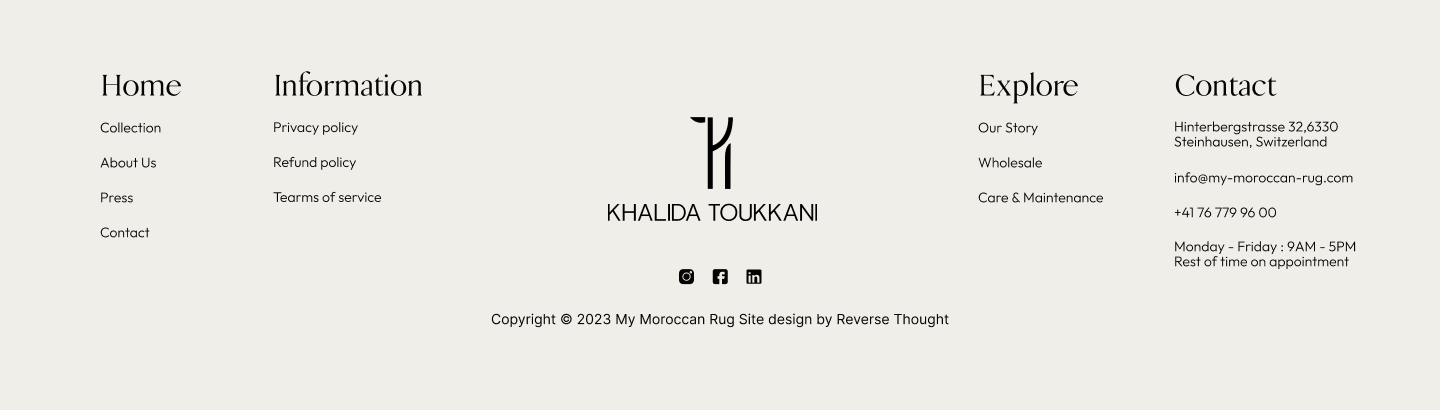 Home
Collection
About Us
Press
Contact
Information
Privacy policy
Refund policy
Tearms of service
KHALIDA TOUKKANI
Copyright © 2023 My Moroccan Rug Site design by Reverse Thought
Explore
Our Story
Wholesale
Care & Maintenance
Contact
Hinterbergstrasse 32,6330
Steinhausen, Switzerland
info@my-moroccan-rug.com
+41 76 779 96 00
Monday - Friday : 9AM - 5PM
Rest of time on appointment